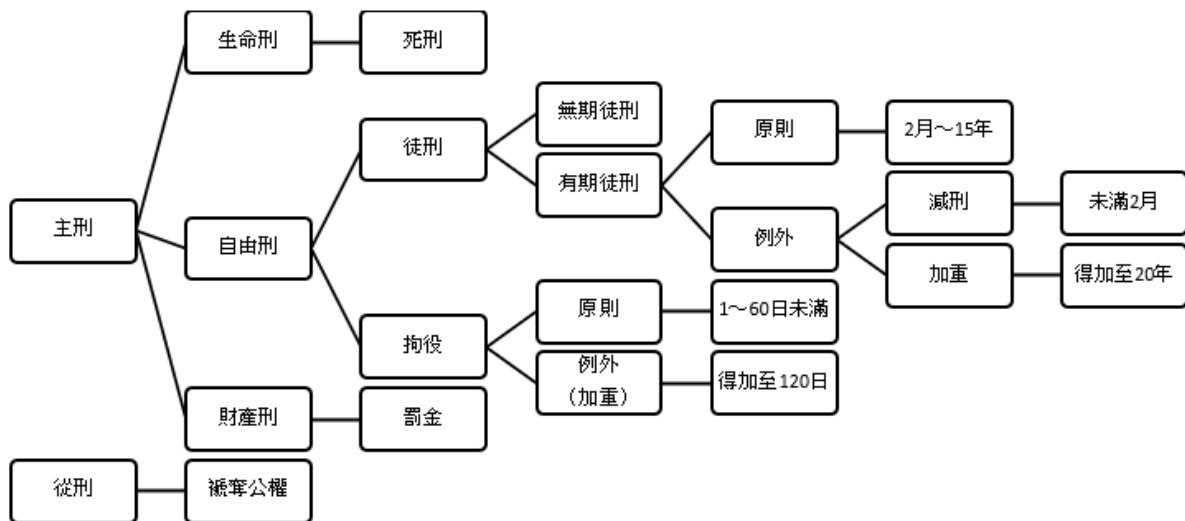 生命刑
死刑
無期徒刑
徒刑
原則
2月～15年
有期徒刑
減刑
未滿2月
主刑
自由刑
例外
加重
得加至20年
原則
1～60日未滿
拘役
例外
（加重）
得加至120日
財產刑
罰金
從刑
褫奪公權